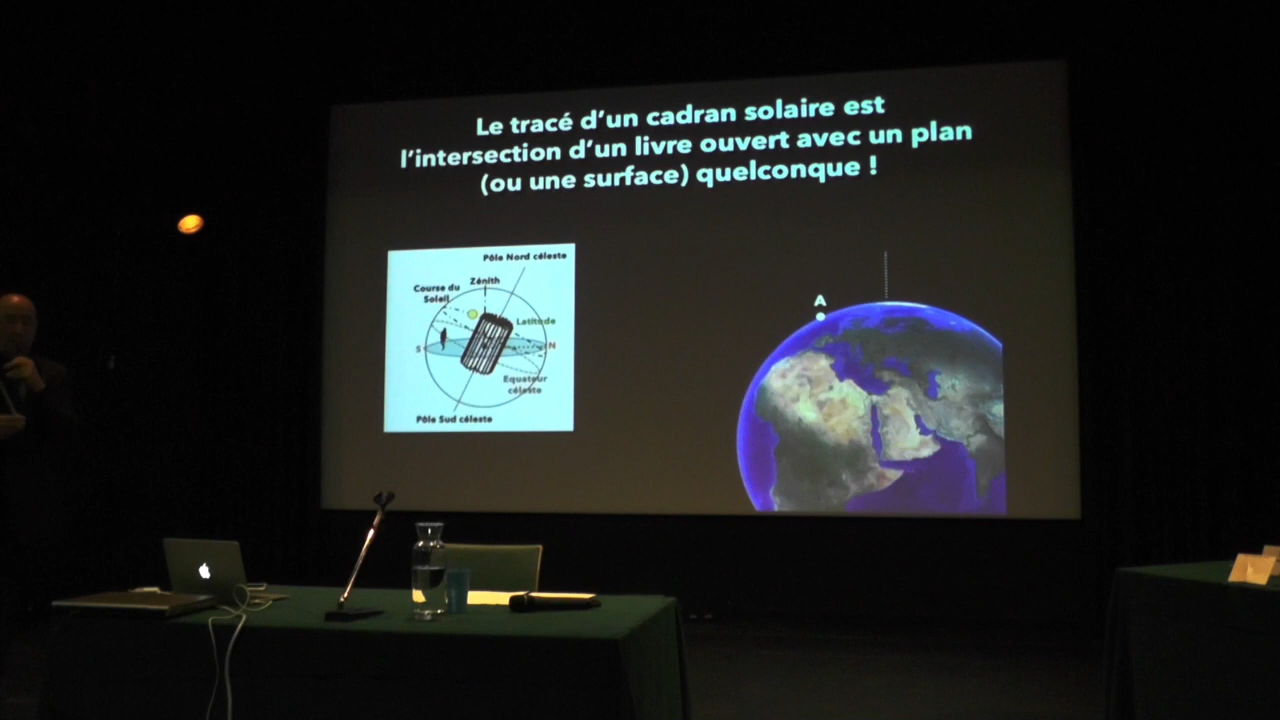 Le tracé d'un cadran solaire est
l'intersection d'un livre ouvert avec un plan
(ou une surface) quelconque !
Pôle Nord céleste
Zénith
Course du
Soleil
Latitude
S
N
Equateur
céleste
Pôle Sud céleste
A